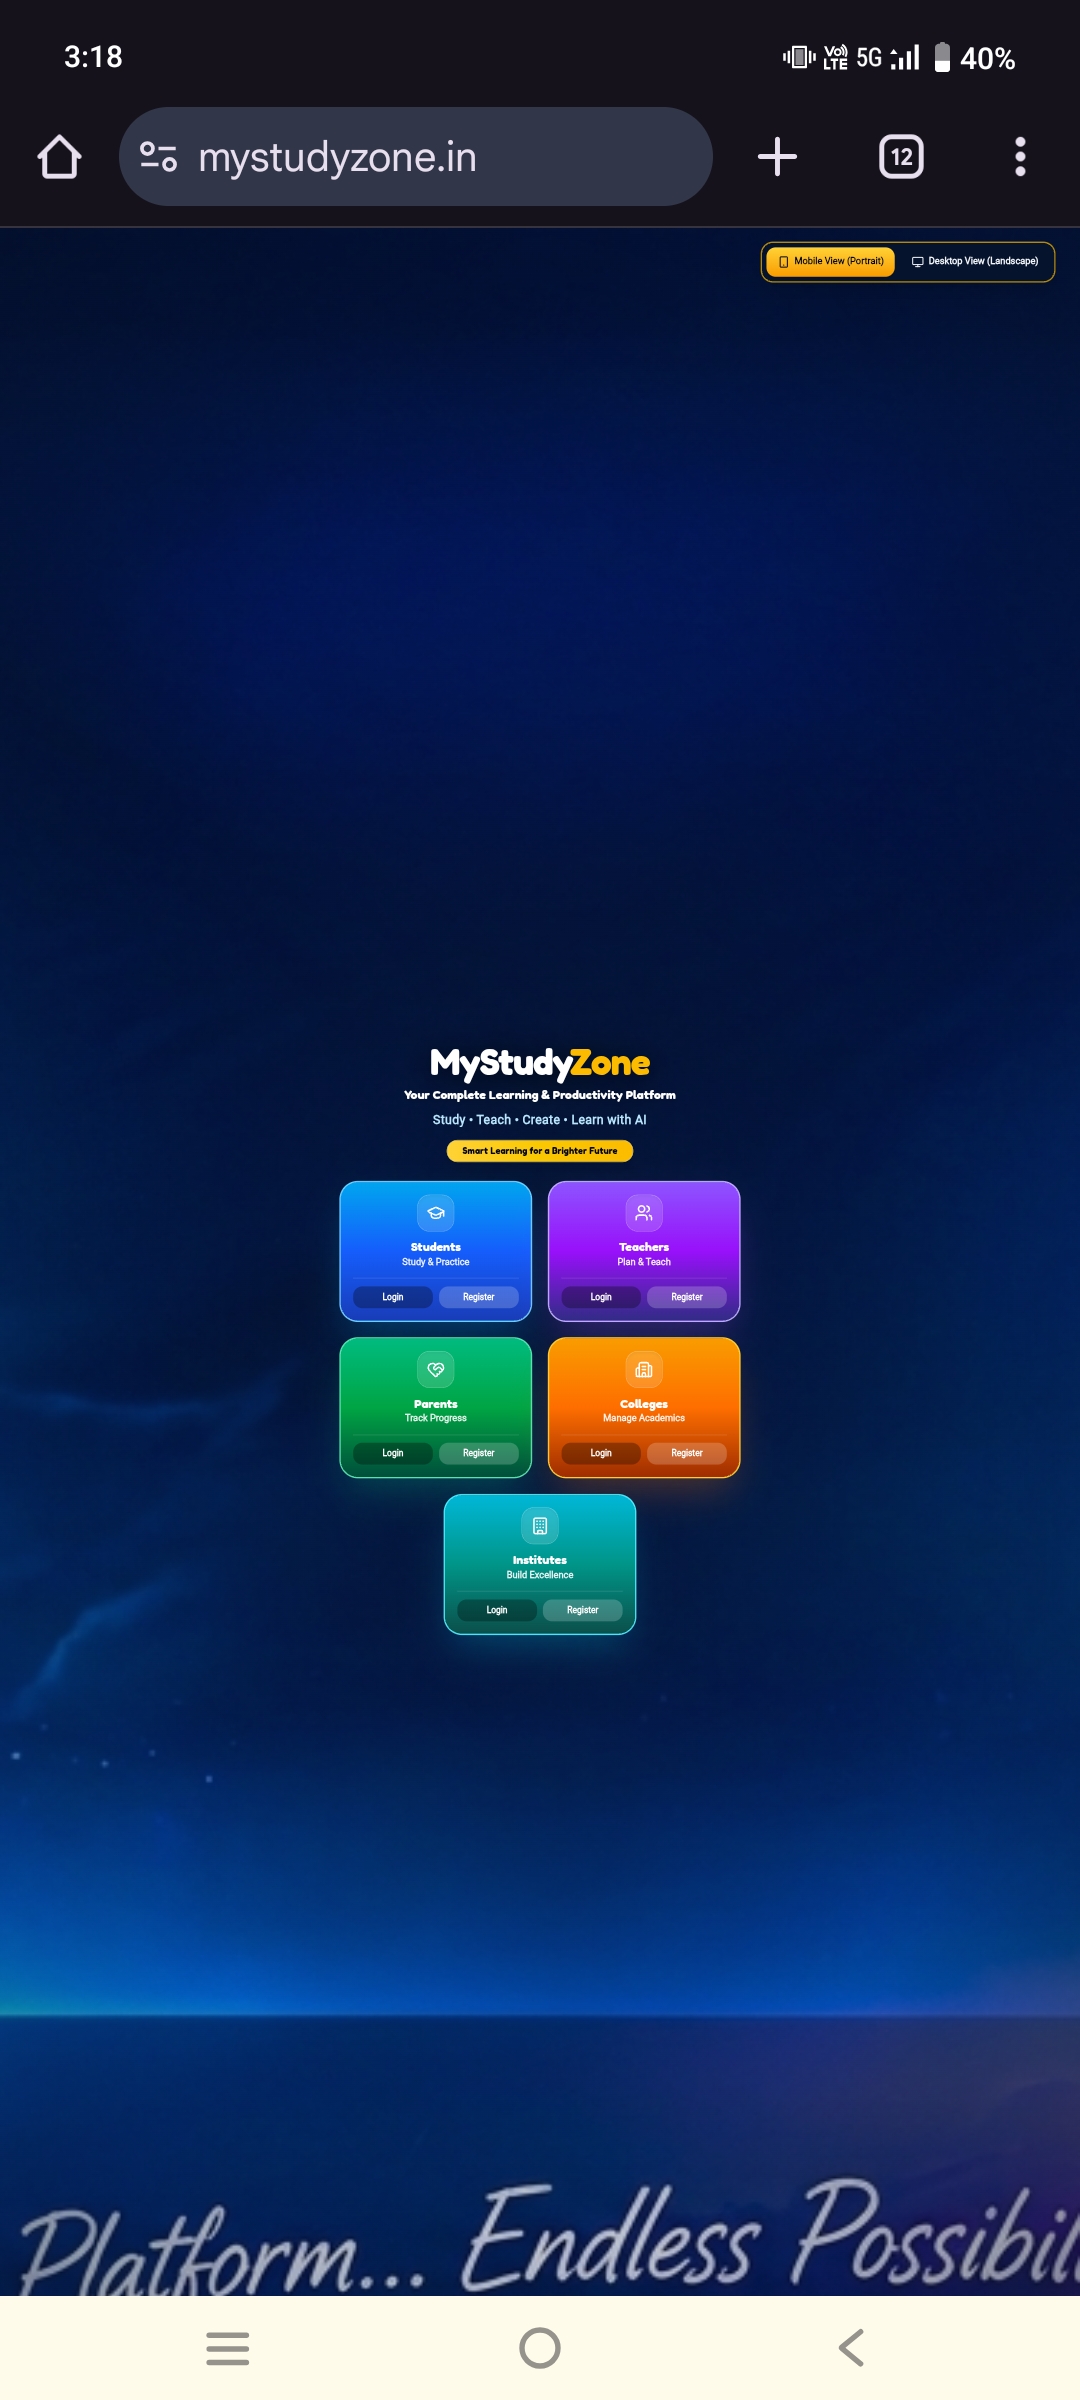 3:18
Vo)) LTE 5G 40%
mystudyzone.in
12
Mobile View (Portrait) Desktop View (Landscape)
MyStudyZone
Your Complete Learning & Productivity Platform
Study • Teach • Create • Learn with AI
Smart Learning for a Brighter Future
Students
Study & Practice
Login Register
Teachers
Plan & Teach
Login Register
Parents
Track Progress
Login Register
Colleges
Manage Academics
Login Register
Institutes
Build Excellence
Login Register
Platform... Endless Possibil